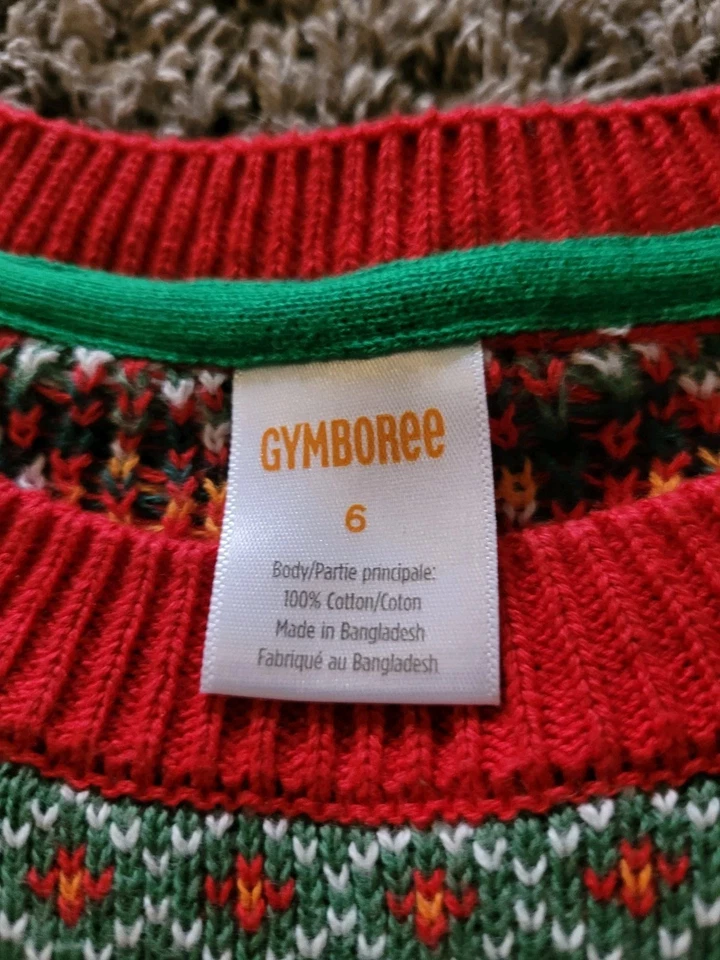 GYMBOREE
6
Body/Partie principale:
100% Cotton/Coton
Made in Bangladesh
Fabriqué au Bangladesh